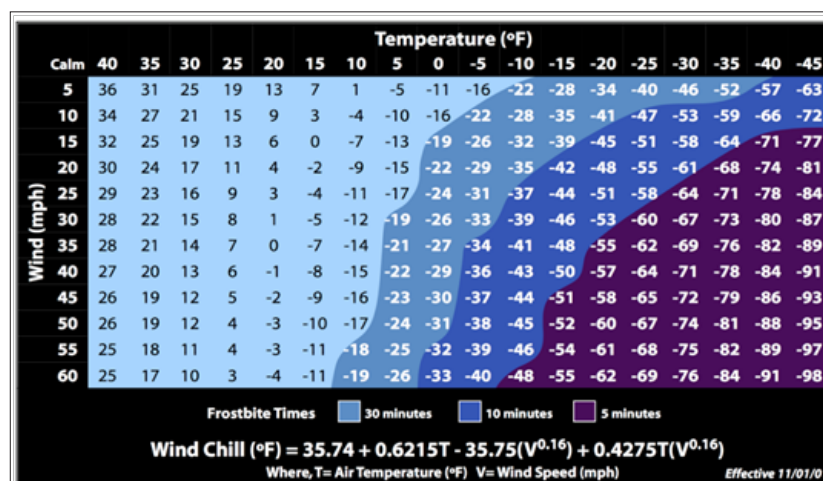 Temperature (ºF)
Calm 40 35 30 25 20 15 10 5 0 -5 -10 -15 -20 -25 -30 -35 -40 -45
Wind (mph)
5 36 31 25 19 13 7 1 -5 -11 -16 -22 -28 -34 -40 -46 -52 -57 -63
10 34 27 21 15 9 3 -4 -10 -16 -22 -28 -35 -41 -47 -53 -59 -66 -72
15 32 25 19 13 6 0 -7 -13 -19 -26 -32 -39 -45 -51 -58 -64 -71 -77
20 30 24 17 11 4 -2 -9 -15 -22 -29 -35 -42 -48 -55 -61 -68 -74 -81
25 29 23 16 9 3 -4 -11 -17 -24 -31 -37 -44 -51 -58 -64 -71 -78 -84
30 28 22 15 8 1 -5 -12 -19 -26 -33 -39 -46 -53 -60 -67 -73 -80 -87
35 28 21 14 7 0 -7 -14 -21 -27 -34 -41 -48 -55 -62 -69 -76 -82 -89
40 27 20 13 6 -1 -8 -15 -22 -29 -36 -43 -50 -57 -64 -71 -78 -84 -91
45 26 19 12 5 -2 -9 -16 -23 -30 -37 -44 -51 -58 -65 -72 -79 -86 -93
50 26 19 12 4 -3 -10 -17 -24 -31 -38 -45 -52 -60 -67 -74 -81 -88 -95
55 25 18 11 4 -3 -11 -18 -25 -32 -39 -46 -54 -61 -68 -75 -82 -89 -97
60 25 17 10 3 -4 -11 -19 -26 -33 -40 -48 -55 -62 -69 -76 -84 -91 -98
Frostbite Times 30 minutes 10 minutes 5 minutes
Wind Chill (ºF) = 35.74 + 0.6215T - 35.75(V^0.16) + 0.4275T(V^0.16)
Where, T= Air Temperature (ºF) V= Wind Speed (mph) Effective 11/01/0